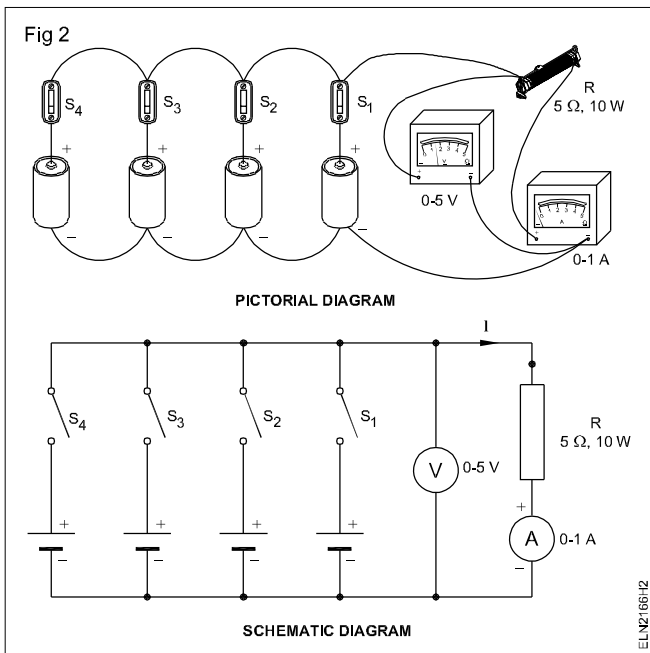 Fig 2
S4 S3 S2 S1
R
5 Ω, 10 W
+ + + +
− − − −
V
+ −
0-5 V
A
+ −
0-1 A
PICTORIAL DIAGRAM
I
S4 S3 S2 S1
R
5 Ω, 10 W
V 0-5 V
+ + + +
− − − −
+
A 0-1 A
−
SCHEMATIC DIAGRAM
ELN2166H2